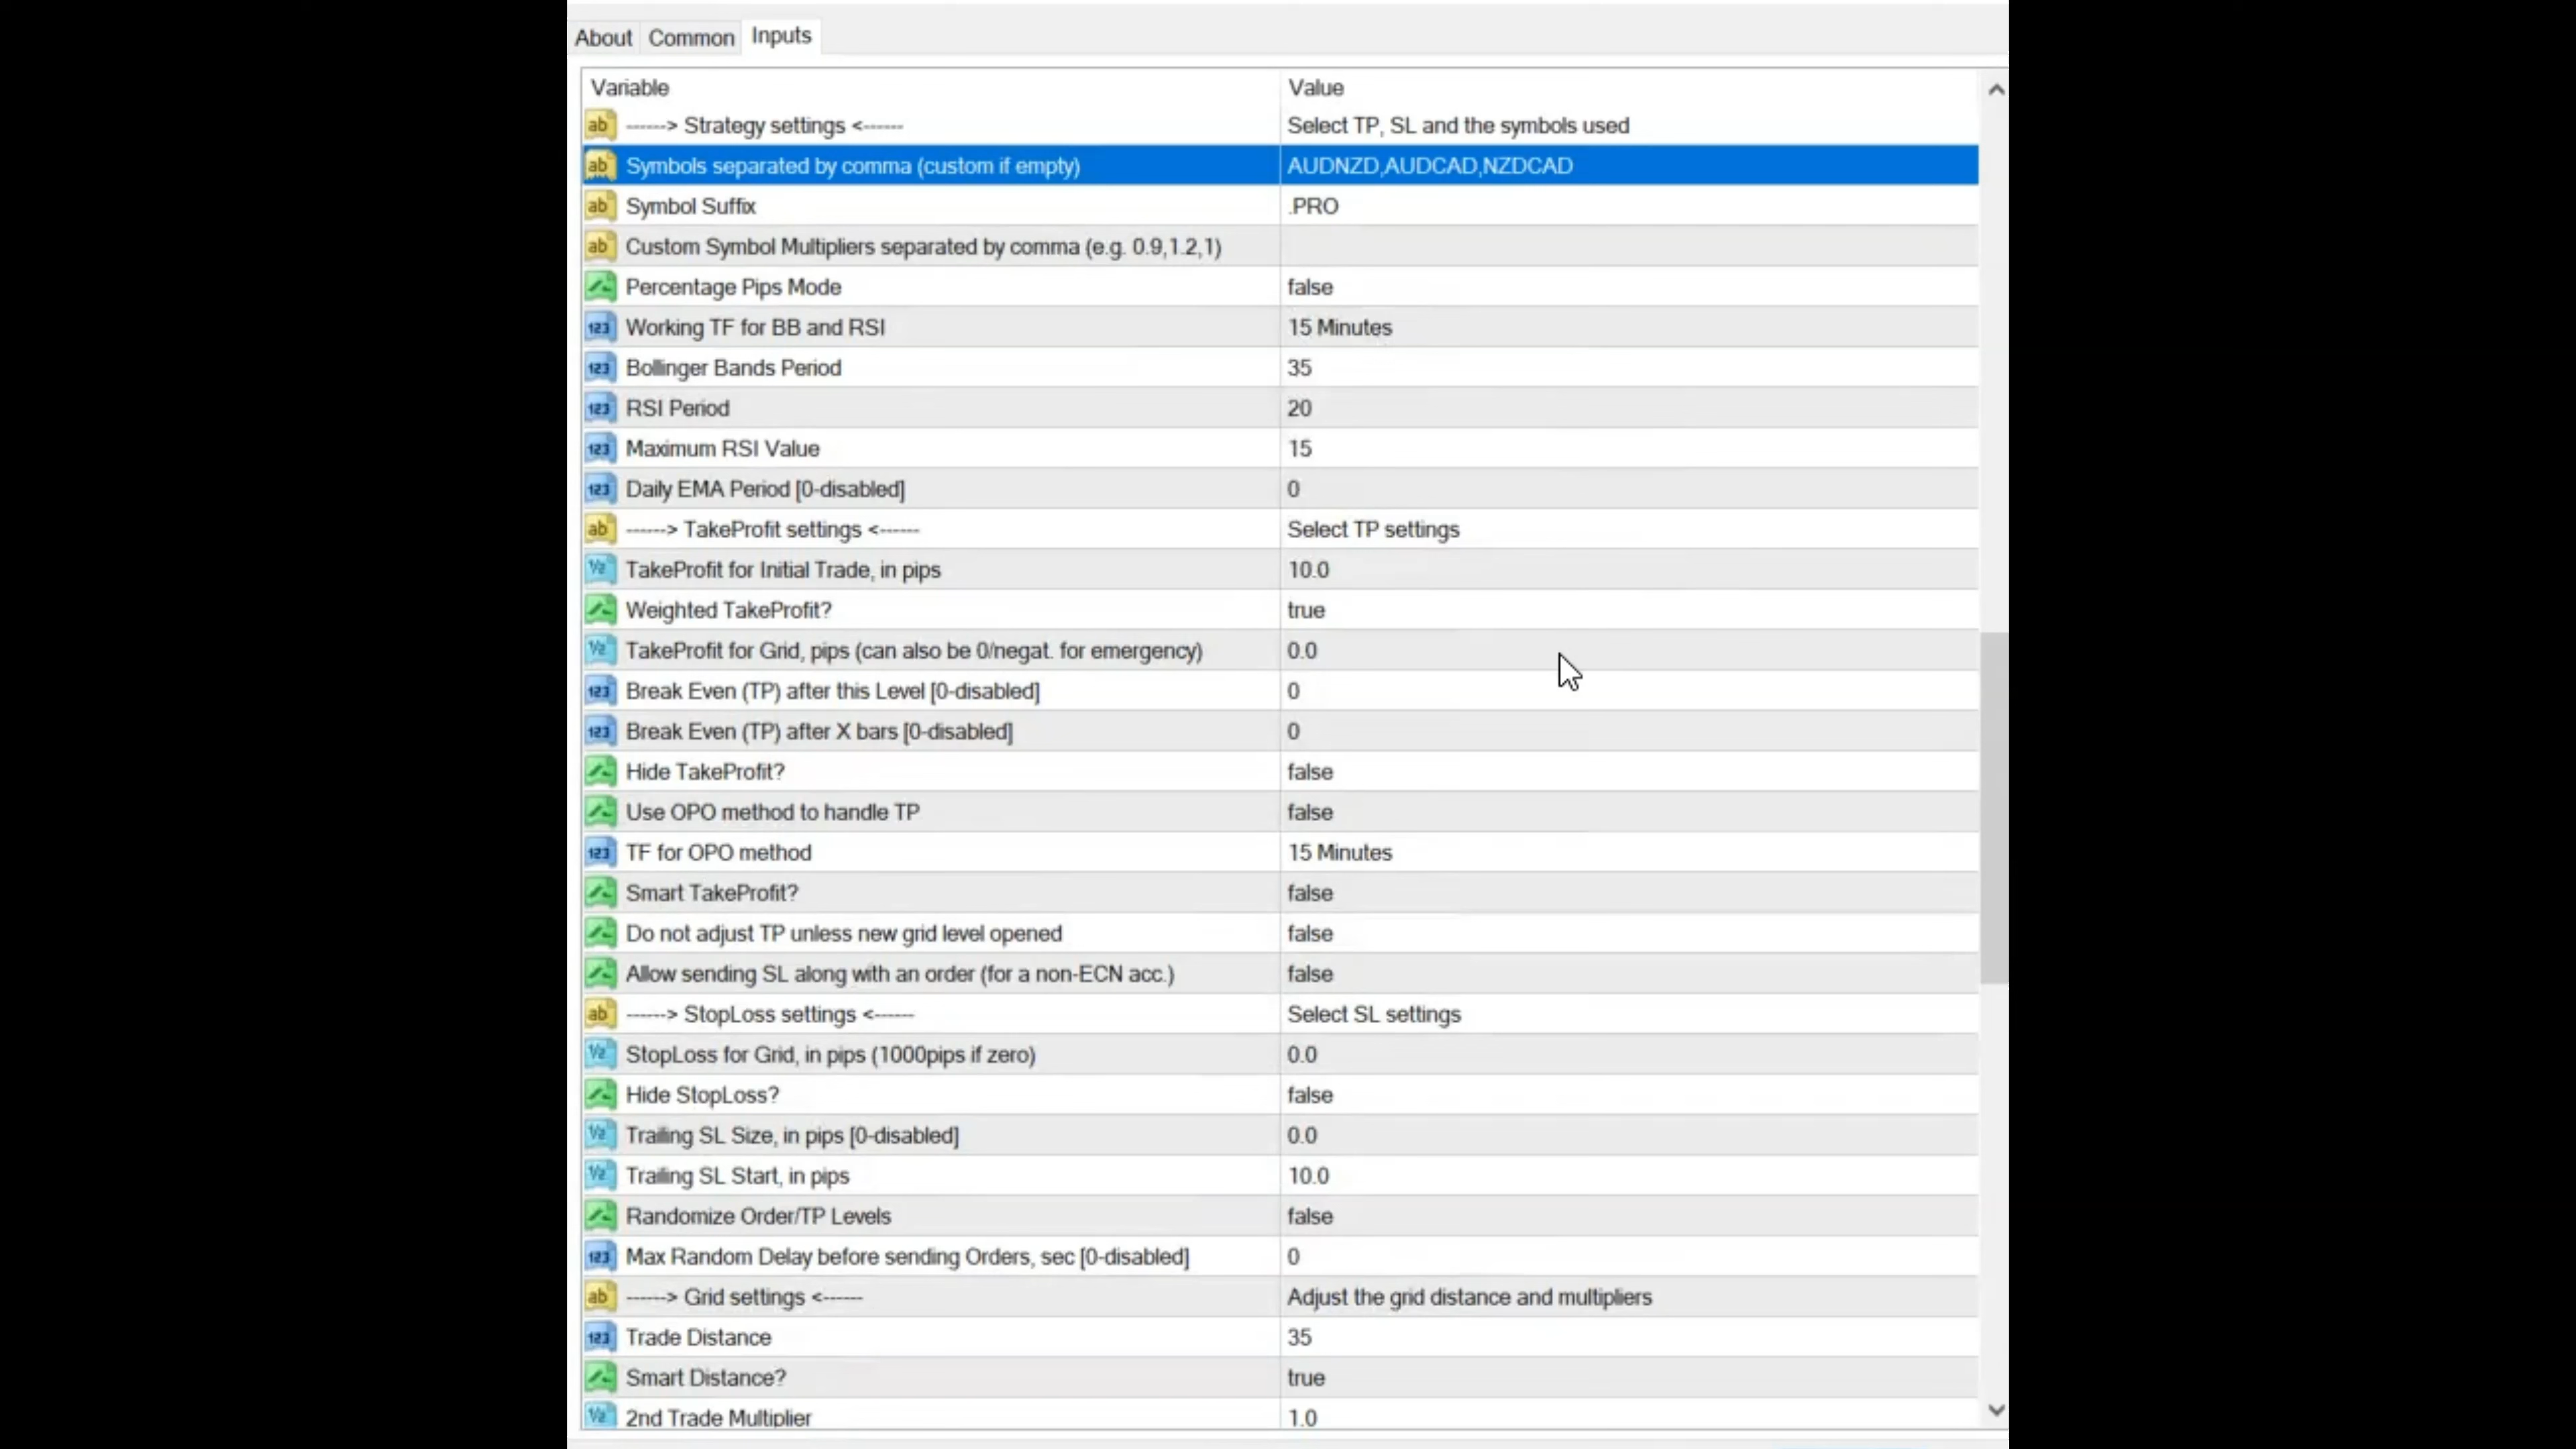 About Common Inputs
Variable Value
------> Strategy settings <------ Select TP, SL and the symbols used
Symbols separated by comma (custom if empty) AUDNZD,AUDCAD,NZDCAD
Symbol Suffix .PRO
Custom Symbol Multipliers separated by comma (e.g. 0.9,1.2,1)
Percentage Pips Mode false
Working TF for BB and RSI 15 Minutes
Bollinger Bands Period 35
RSI Period 20
Maximum RSI Value 15
Daily EMA Period [0-disabled] 0
------> TakeProfit settings <------ Select TP settings
TakeProfit for Initial Trade, in pips 10.0
Weighted TakeProfit? true
TakeProfit for Grid, pips (can also be 0/negat. for emergency) 0.0
Break Even (TP) after this Level [0-disabled] 0
Break Even (TP) after X bars [0-disabled] 0
Hide TakeProfit? false
Use OPO method to handle TP false
TF for OPO method 15 Minutes
Smart TakeProfit? false
Do not adjust TP unless new grid level opened false
Allow sending SL along with an order (for a non-ECN acc.) false
------> StopLoss settings <------ Select SL settings
StopLoss for Grid, in pips (1000pips if zero) 0.0
Hide StopLoss? false
Trailing SL Size, in pips [0-disabled] 0.0
Trailing SL Start, in pips 10.0
Randomize Order/TP Levels false
Max Random Delay before sending Orders, sec [0-disabled] 0
------> Grid settings <------ Adjust the grid distance and multipliers
Trade Distance 35
Smart Distance? true
2nd Trade Multiplier 1.0